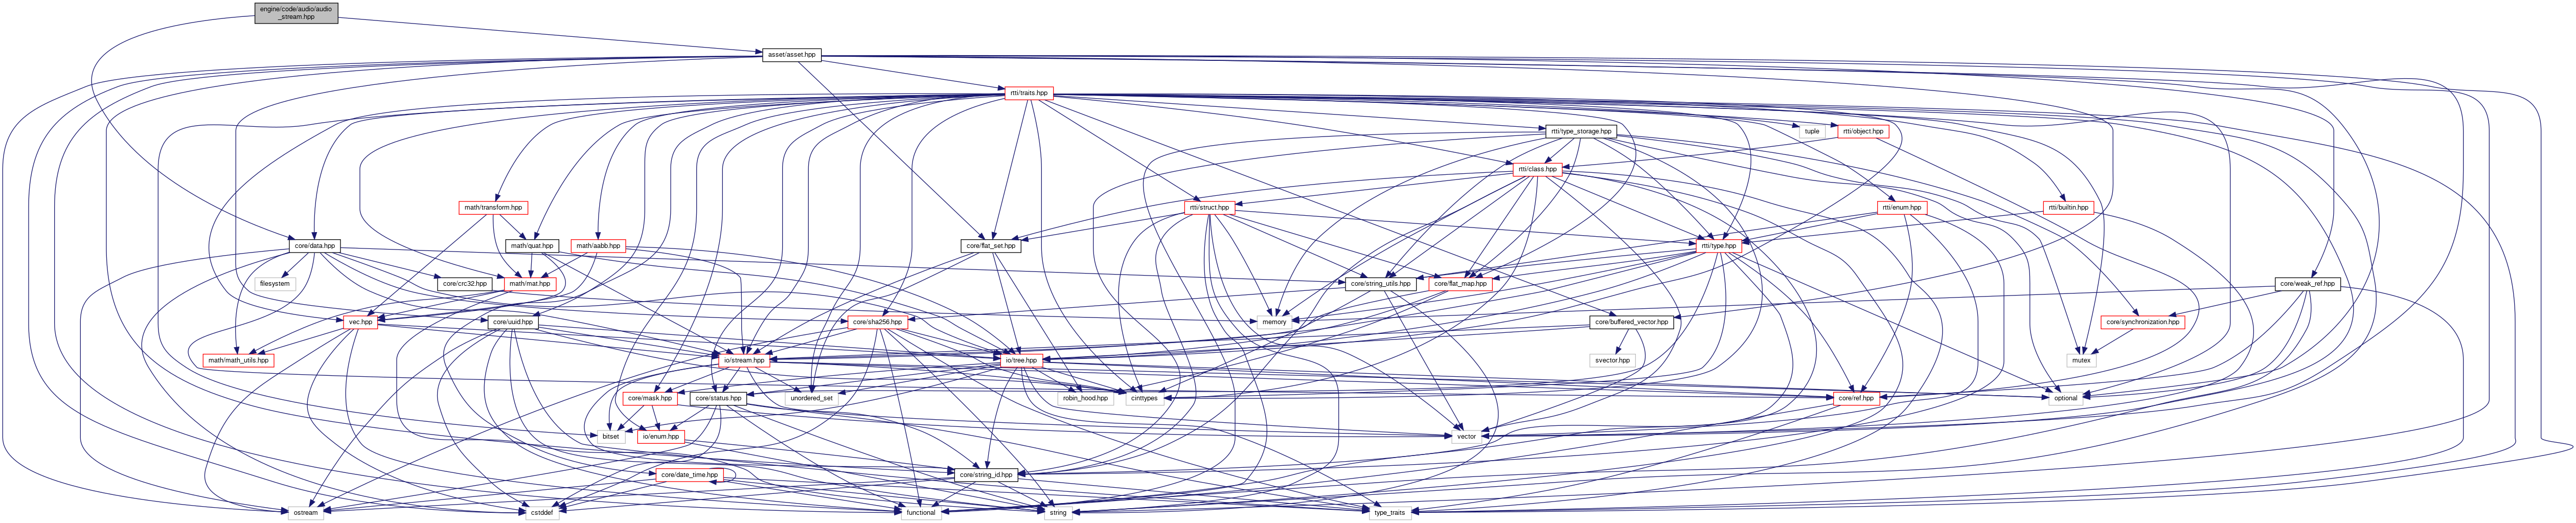 engine/code/audio/audio
_stream.hpp
asset/asset.hpp
rtti/traits.hpp
rtti/type_storage.hpp
tuple
rtti/object.hpp
rtti/class.hpp
math/transform.hpp
rtti/struct.hpp
rtti/enum.hpp
rtti/builtin.hpp
core/data.hpp
math/quat.hpp
math/aabb.hpp
core/flat_set.hpp
rtti/type.hpp
filesystem
core/crc32.hpp
math/mat.hpp
core/string_utils.hpp
core/flat_map.hpp
core/weak_ref.hpp
vec.hpp
core/uuid.hpp
core/sha256.hpp
memory
core/buffered_vector.hpp
core/synchronization.hpp
math/math_utils.hpp
io/stream.hpp
io/tree.hpp
svector.hpp
mutex
core/mask.hpp
core/status.hpp
unordered_set
robin_hood.hpp
cinttypes
core/ref.hpp
optional
bitset
io/enum.hpp
vector
core/date_time.hpp
core/string_id.hpp
ostream
cstddef
functional
string
type_traits